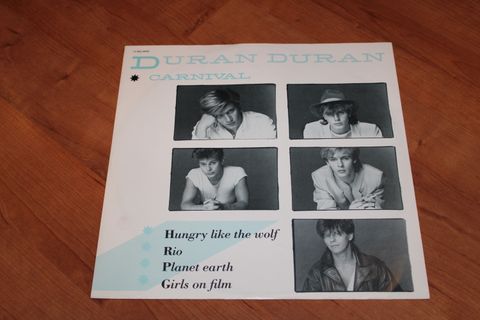 DURAN DURAN
CARNIVAL
Hungry like the wolf
Rio
Planet earth
Girls on film